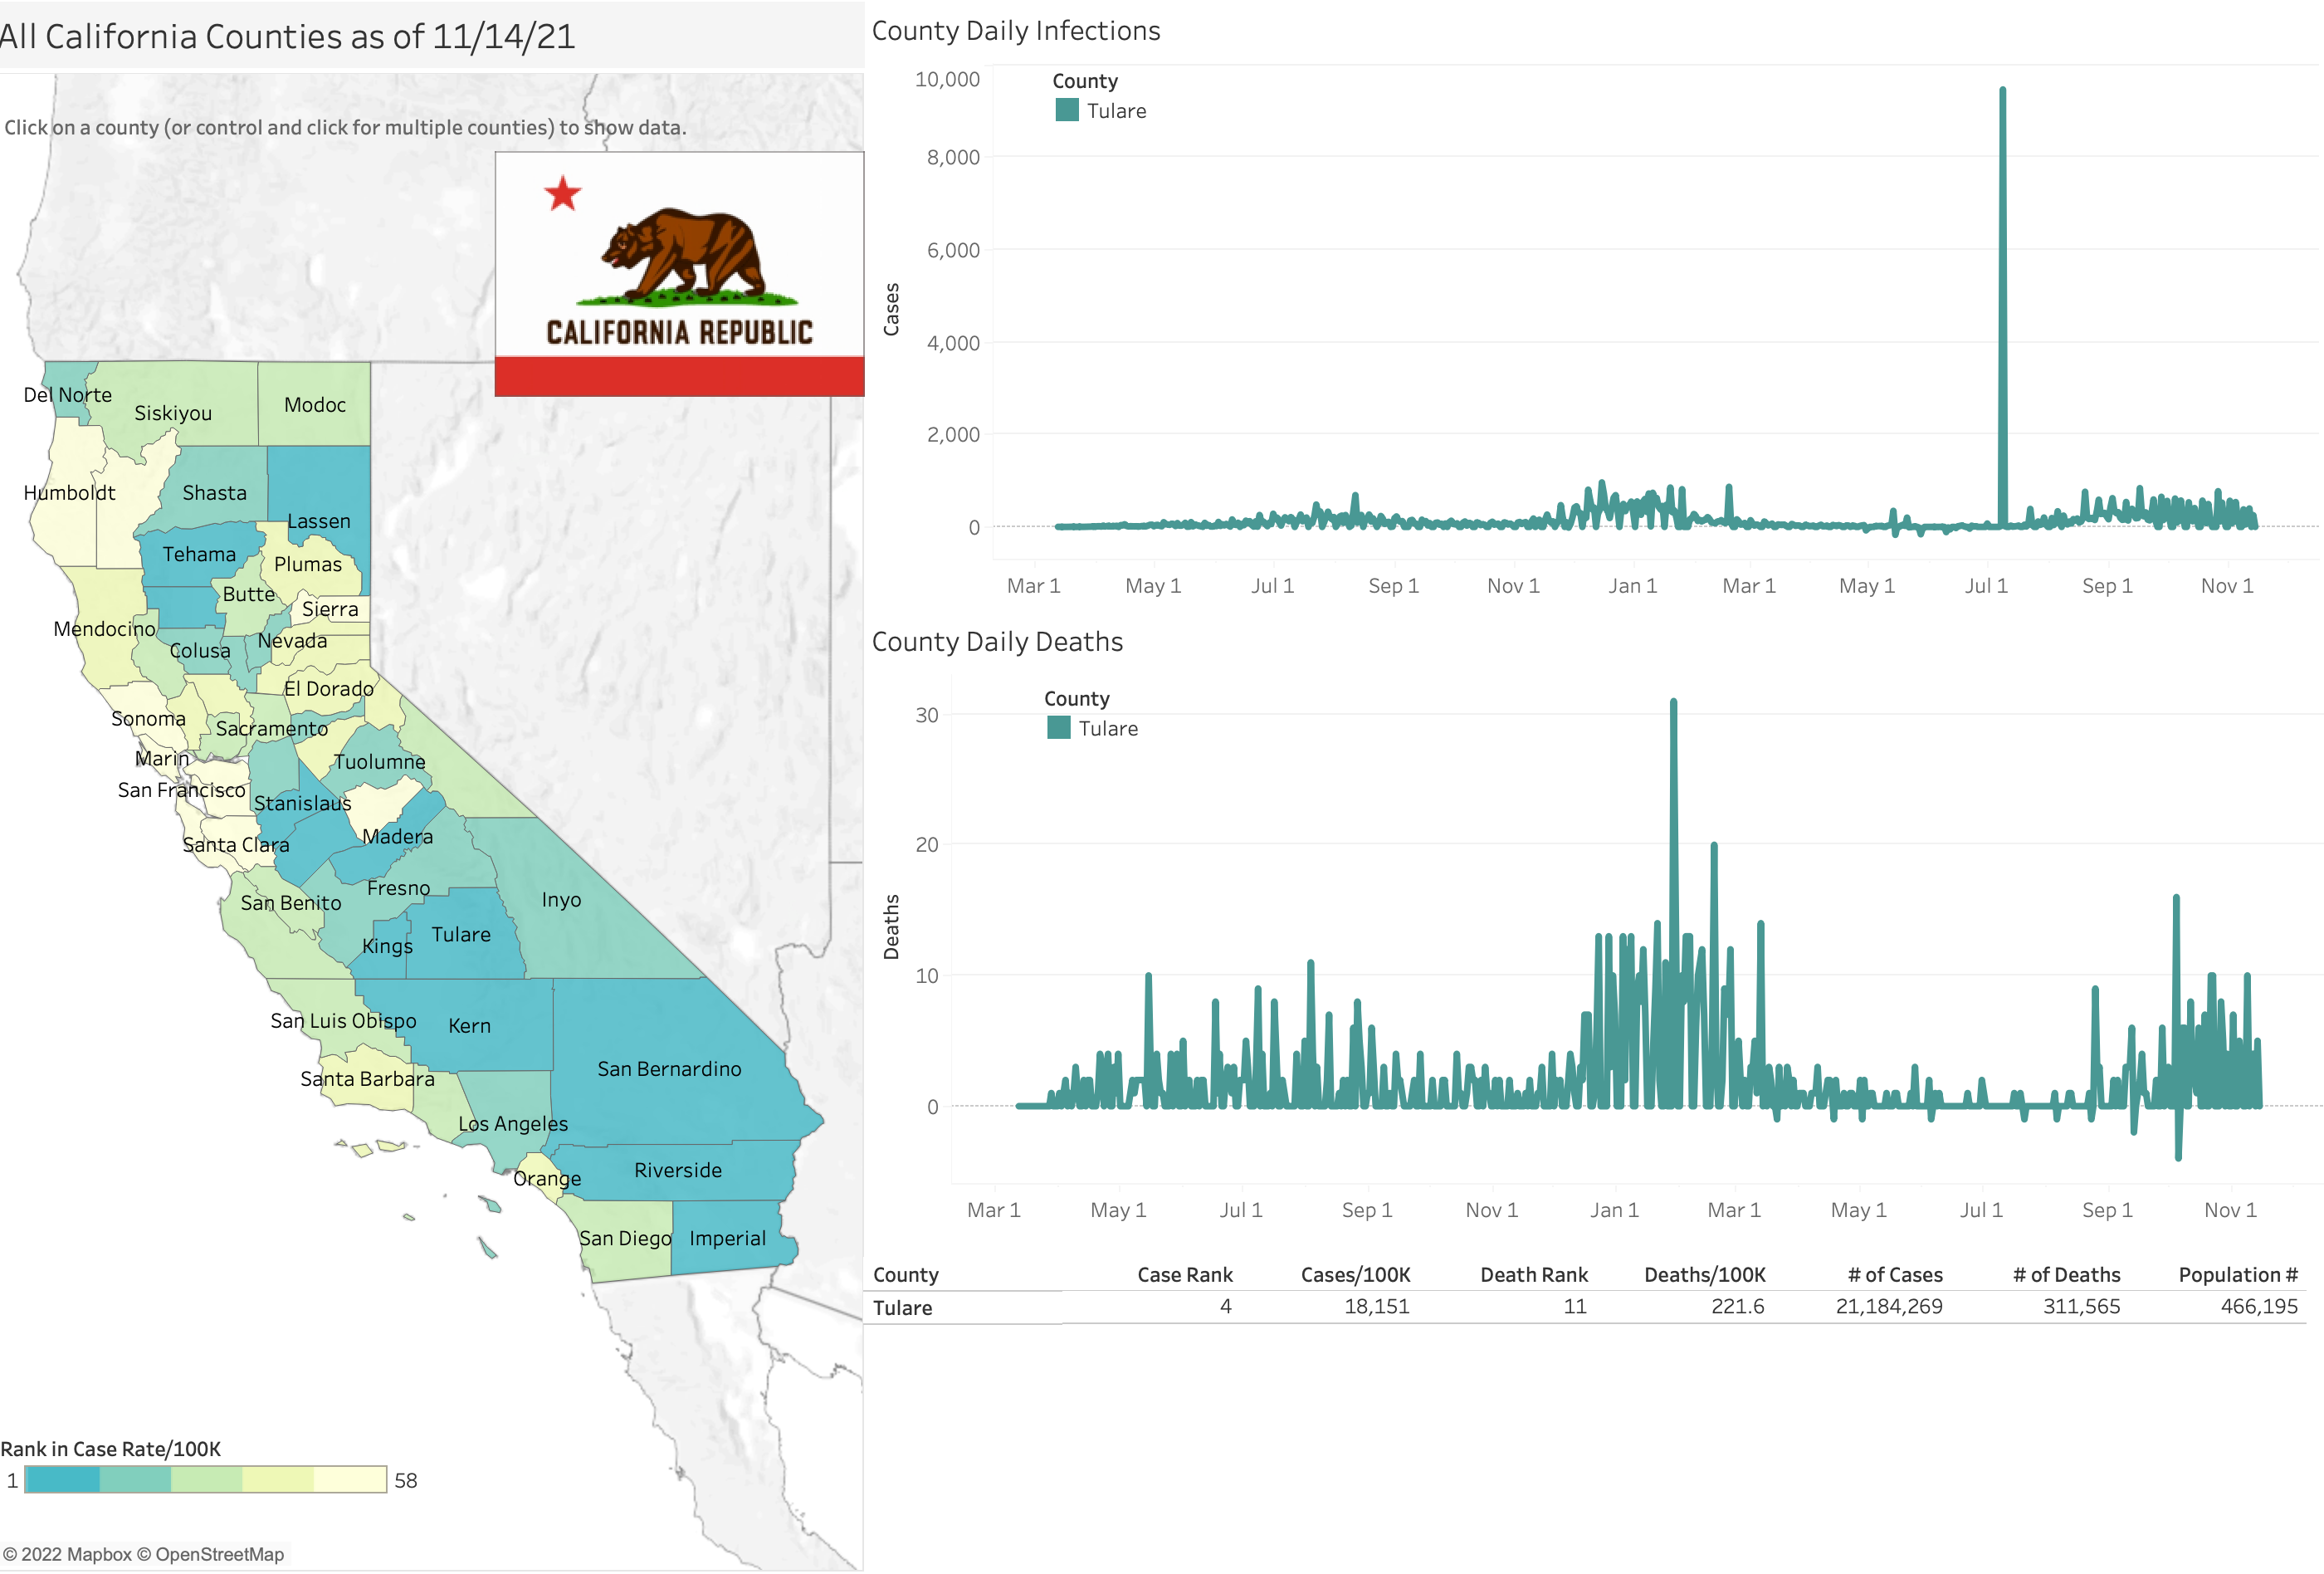 All California Counties as of 11/14/21
Click on a county (or control and click for multiple counties) to show data.
CALIFORNIA REPUBLIC
Del Norte
Siskiyou
Modoc
Humboldt
Shasta
Lassen
Tehama
Plumas
Butte
Sierra
Mendocino
Nevada
Colusa
El Dorado
Sonoma
Sacramento
Marin
Tuolumne
San Francisco
Stanislaus
Madera
Santa Clara
Fresno
Inyo
San Benito
Tulare
Kings
San Luis Obispo
Kern
San Bernardino
Santa Barbara
Los Angeles
Riverside
Orange
San Diego
Imperial
Rank in Case Rate/100K
1 58
© 2022 Mapbox © OpenStreetMap
County Daily Infections
County
Tulare
Cases
10,000
8,000
6,000
4,000
2,000
0
Mar 1 May 1 Jul 1 Sep 1 Nov 1 Jan 1 Mar 1 May 1 Jul 1 Sep 1 Nov 1
County Daily Deaths
County
Tulare
Deaths
30
20
10
0
Mar 1 May 1 Jul 1 Sep 1 Nov 1 Jan 1 Mar 1 May 1 Jul 1 Sep 1 Nov 1
County Case Rank Cases/100K Death Rank Deaths/100K # of Cases # of Deaths Population #
Tulare 4 18,151 11 221.6 21,184,269 311,565 466,195